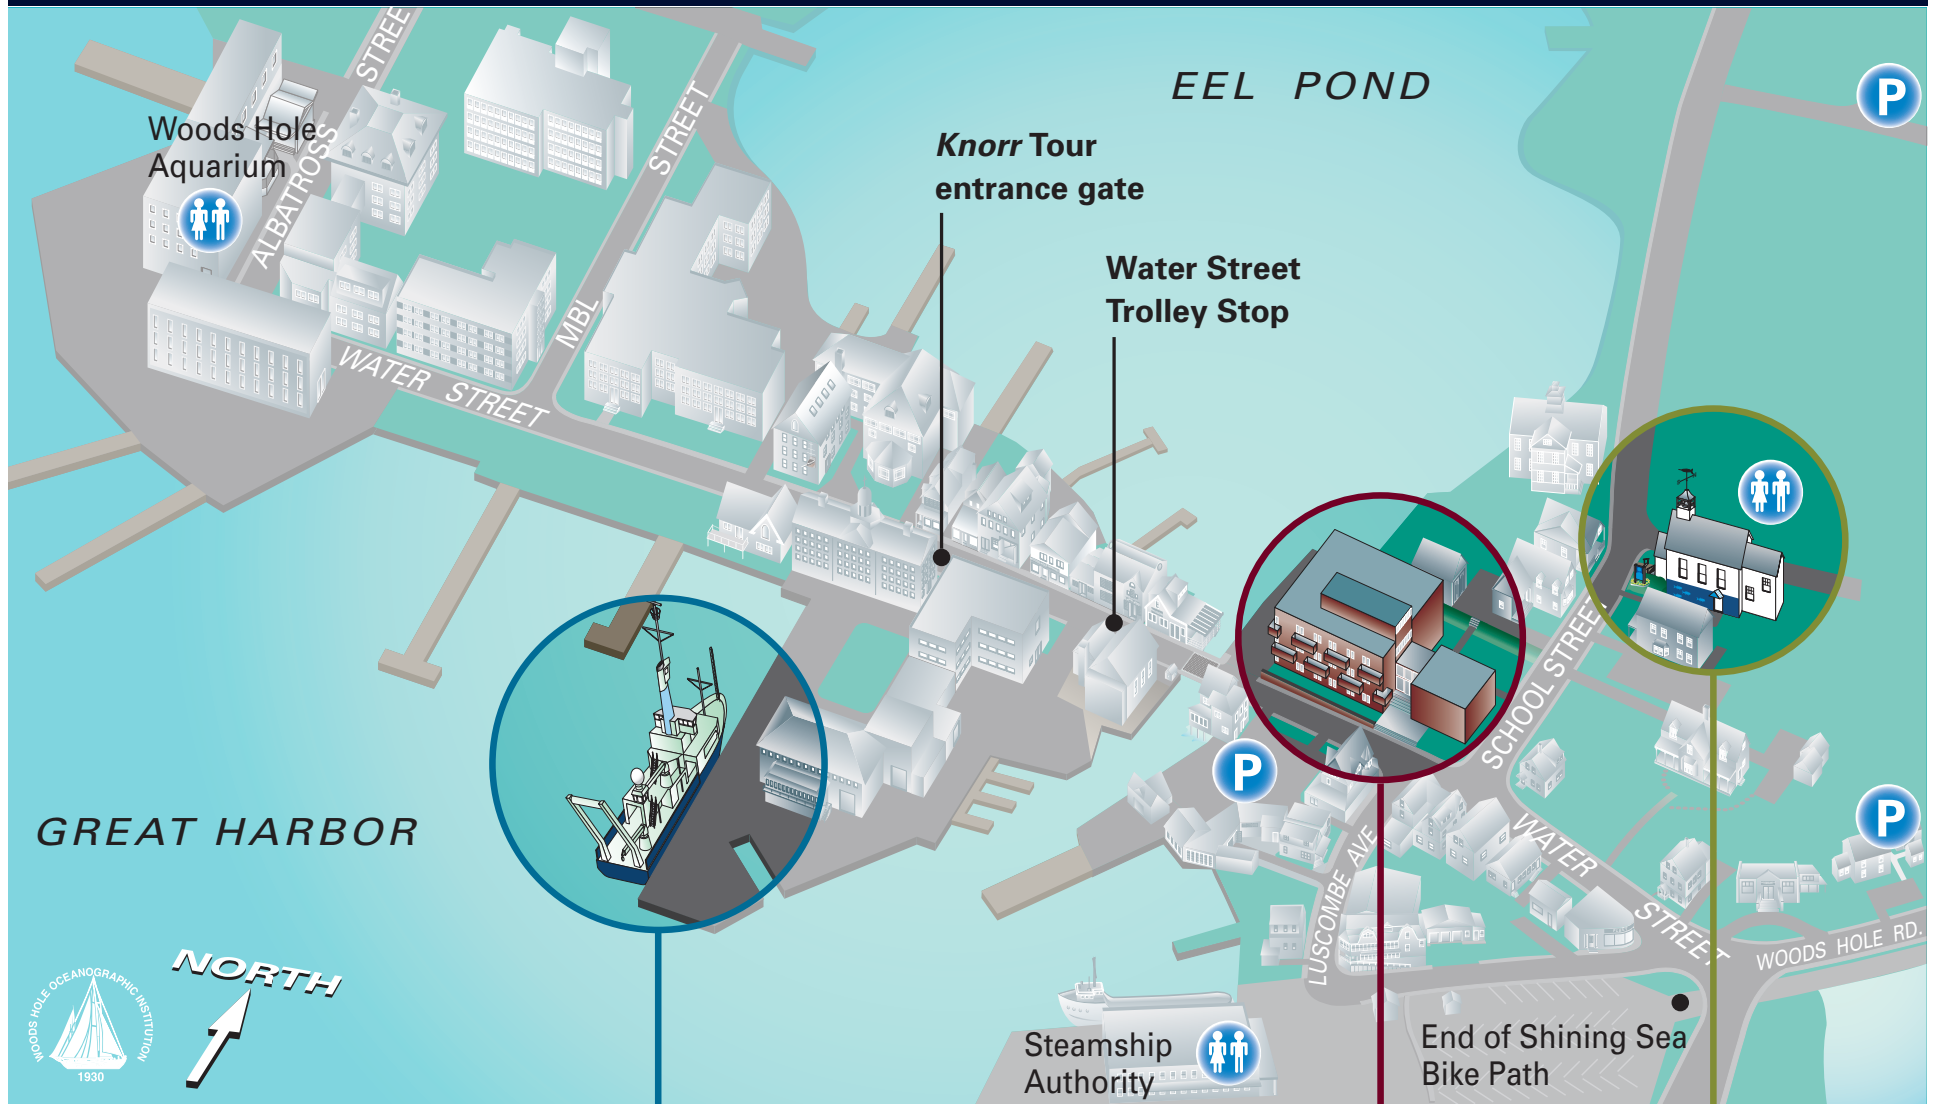 EEL POND
STREET
P
Woods Hole
Aquarium
ALBATROSS
STREET
MBL
Knorr Tour
entrance gate
Water Street
Trolley Stop
WATER STREET
SCHOOL STREET
P
P
GREAT HARBOR
LUSCOMBE AVE
WATER
STREET
WOODS HOLE RD.
NORTH
WOODS HOLE OCEANOGRAPHIC INSTITUTION
1930
Steamship
Authority
End of Shining Sea
Bike Path